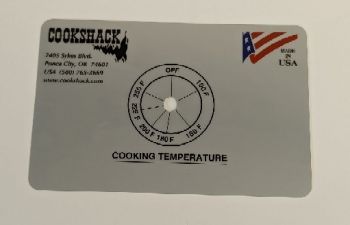 COOKSHACK
2405 Sykes Blvd.
Ponca City, OK 74601
USA (500) 765-3669
www.cookshack.com
MADE
IN
USA
OFF
100 F
150 F
180 F
200 F
225 F
250 F
COOKING TEMPERATURE